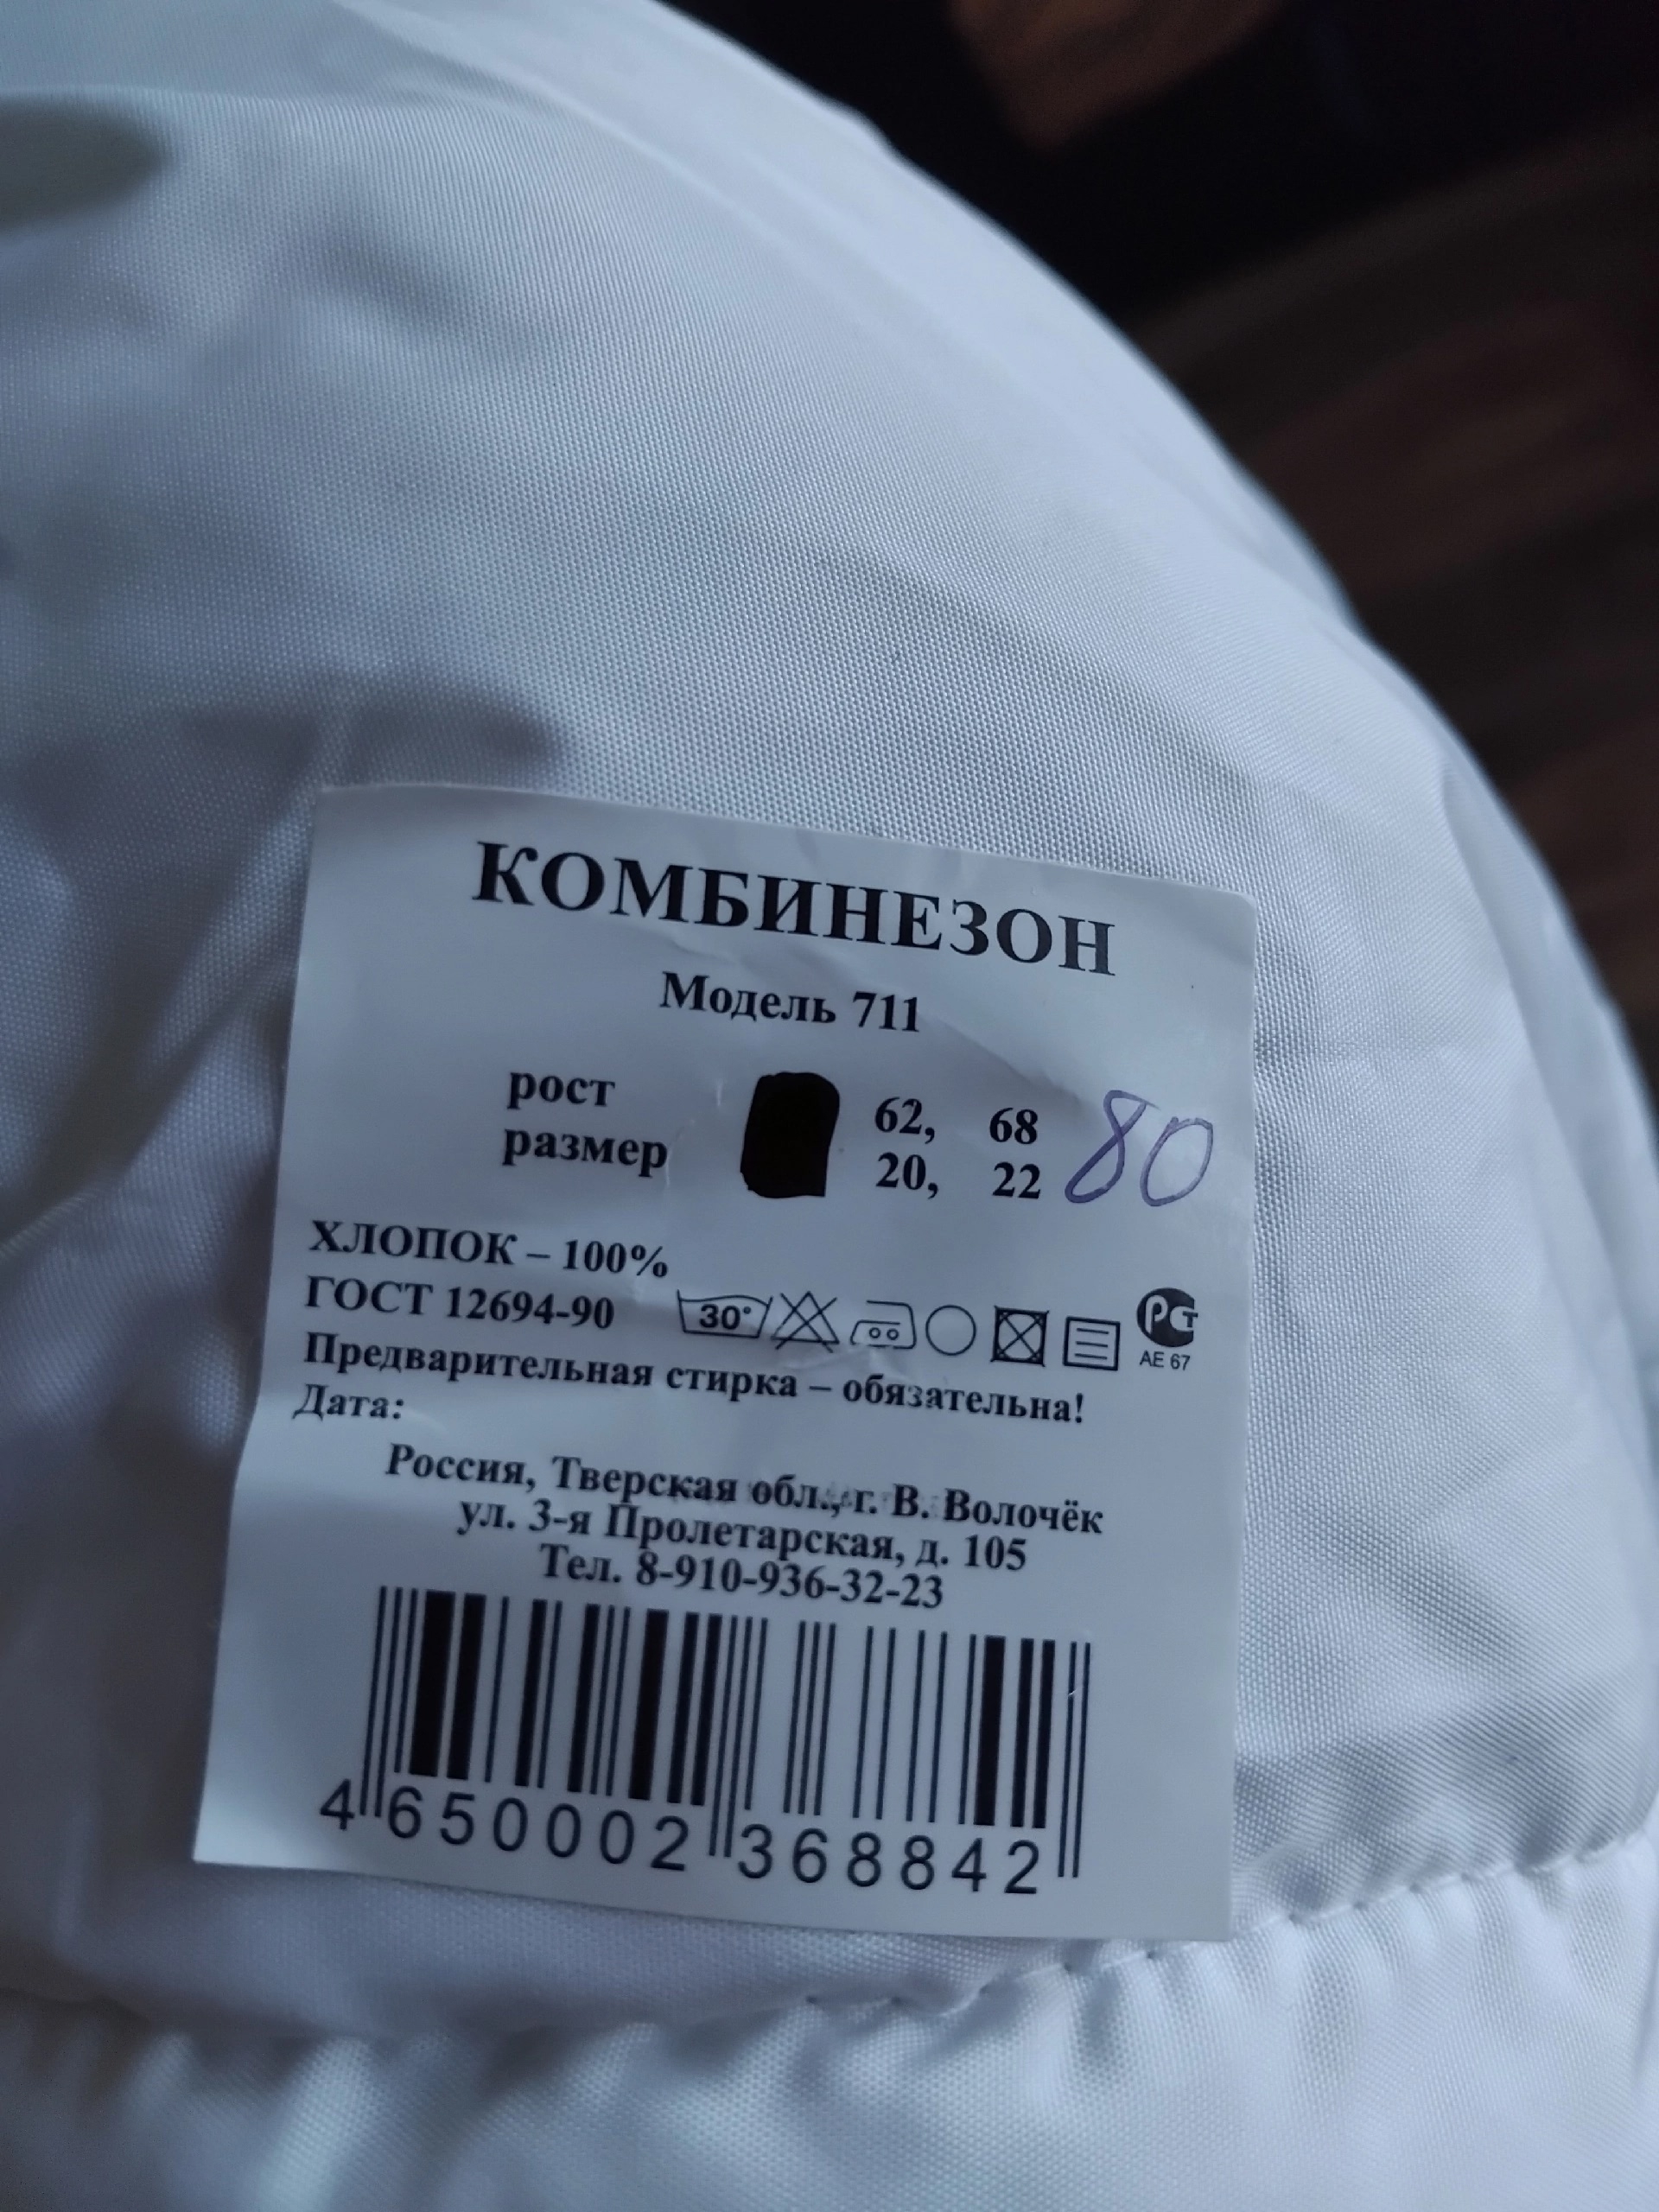 КОМБИНЕЗОН
Модель 711
рост 62, 68 80
размер 20, 22
ХЛОПОК – 100%
ГОСТ 12694-90 30° РСТ
Предварительная стирка – обязательна! АЕ 67
Дата:
Россия, Тверская обл., г. В. Волочёк
ул. 3-я Пролетарская, д. 105
Тел. 8-910-936-32-23
4 650002 368842